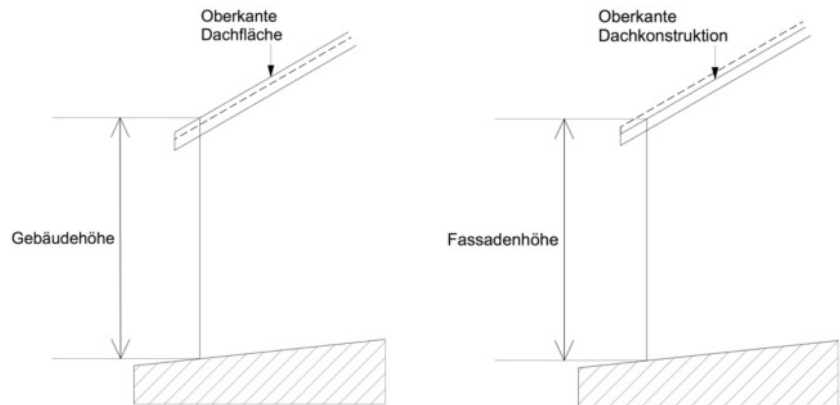 Oberkante
Dachfläche
Gebäudehöhe
Oberkante
Dachkonstruktion
Fassadenhöhe